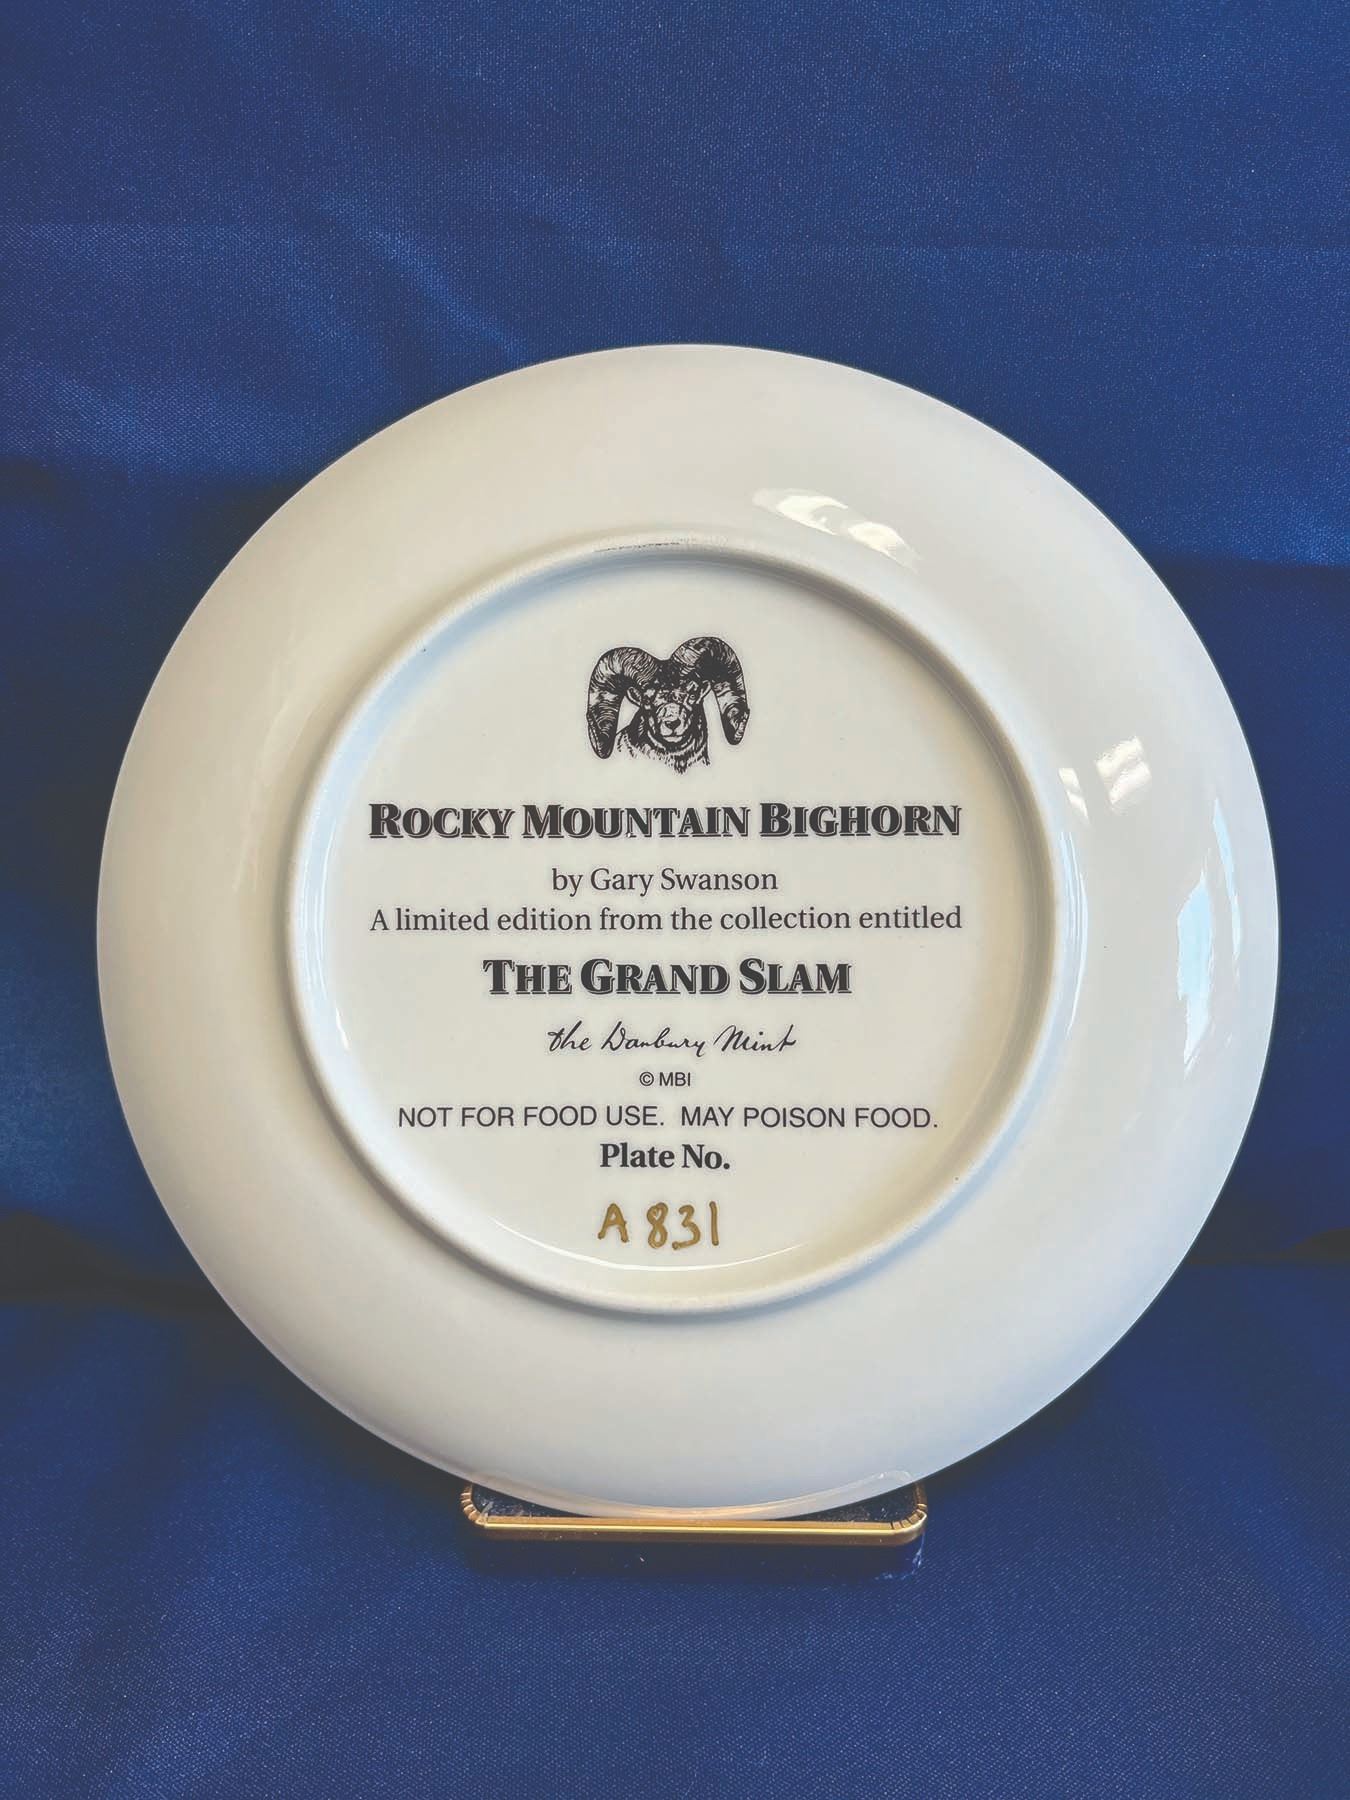 ROCKY MOUNTAIN BIGHORN
by Gary Swanson
A limited edition from the collection entitled
THE GRAND SLAM
the Danbury Mint
© MBI
NOT FOR FOOD USE. MAY POISON FOOD.
Plate No.
A 831